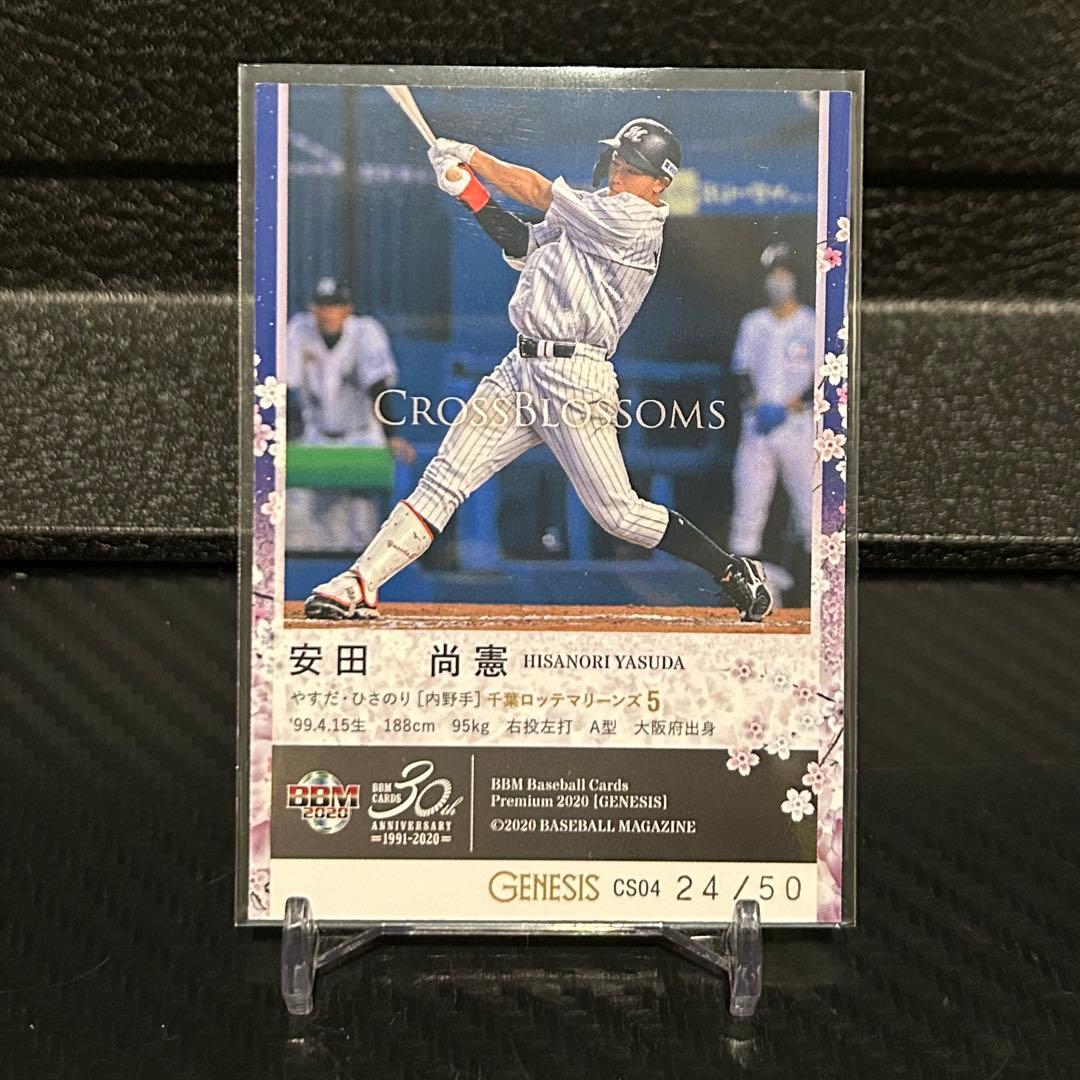 CROSSBLOSSOMS
安田 尚憲 HISANORI YASUDA
やすだ・ひさのり [内野手] 千葉ロッテマリーンズ 5
'99.4.15生 188cm 95kg 右投左打 A型 大阪府出身
BBM
2020
BBM
CARDS
30th
ANNIVERSARY
=1991-2020=
BBM Baseball Cards
Premium 2020 [GENESIS]
©2020 BASEBALL MAGAZINE
GENESIS CS04 24/50